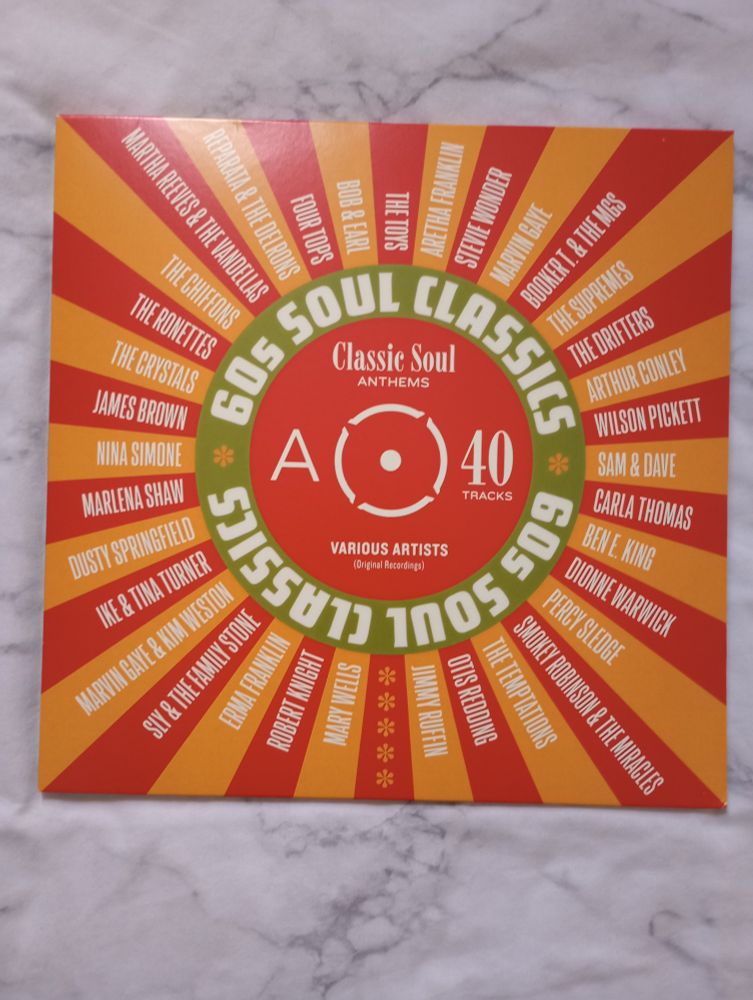 60s SOUL CLASSICS
60s SOUL CLASSICS
Classic Soul
ANTHEMS
A
40
TRACKS
VARIOUS ARTISTS
(Original Recordings)
ARETHA FRANKLIN
STEVIE WONDER
MARVIN GAYE
BOOKER T. & THE MGS
THE SUPREMES
THE DRIFTERS
ARTHUR CONLEY
WILSON PICKETT
SAM & DAVE
CARLA THOMAS
BEN E. KING
DIONNE WARWICK
PERCY SLEDGE
SMOKEY ROBINSON & THE MIRACLES
THE TEMPTATIONS
OTIS REDDING
JIMMY RUFFIN
MARY WELLS
ROBERT KNIGHT
ERMA FRANKLIN
SLY & THE FAMILY STONE
MARVIN GAYE & KIM WESTON
IKE & TINA TURNER
DUSTY SPRINGFIELD
MARLENA SHAW
NINA SIMONE
JAMES BROWN
THE CRYSTALS
THE RONETTES
THE CHIFFONS
MARTHA REEVES & THE VANDELLAS
REPARATA & THE DELRONS
FOUR TOPS
BOB & EARL
THE TOYS